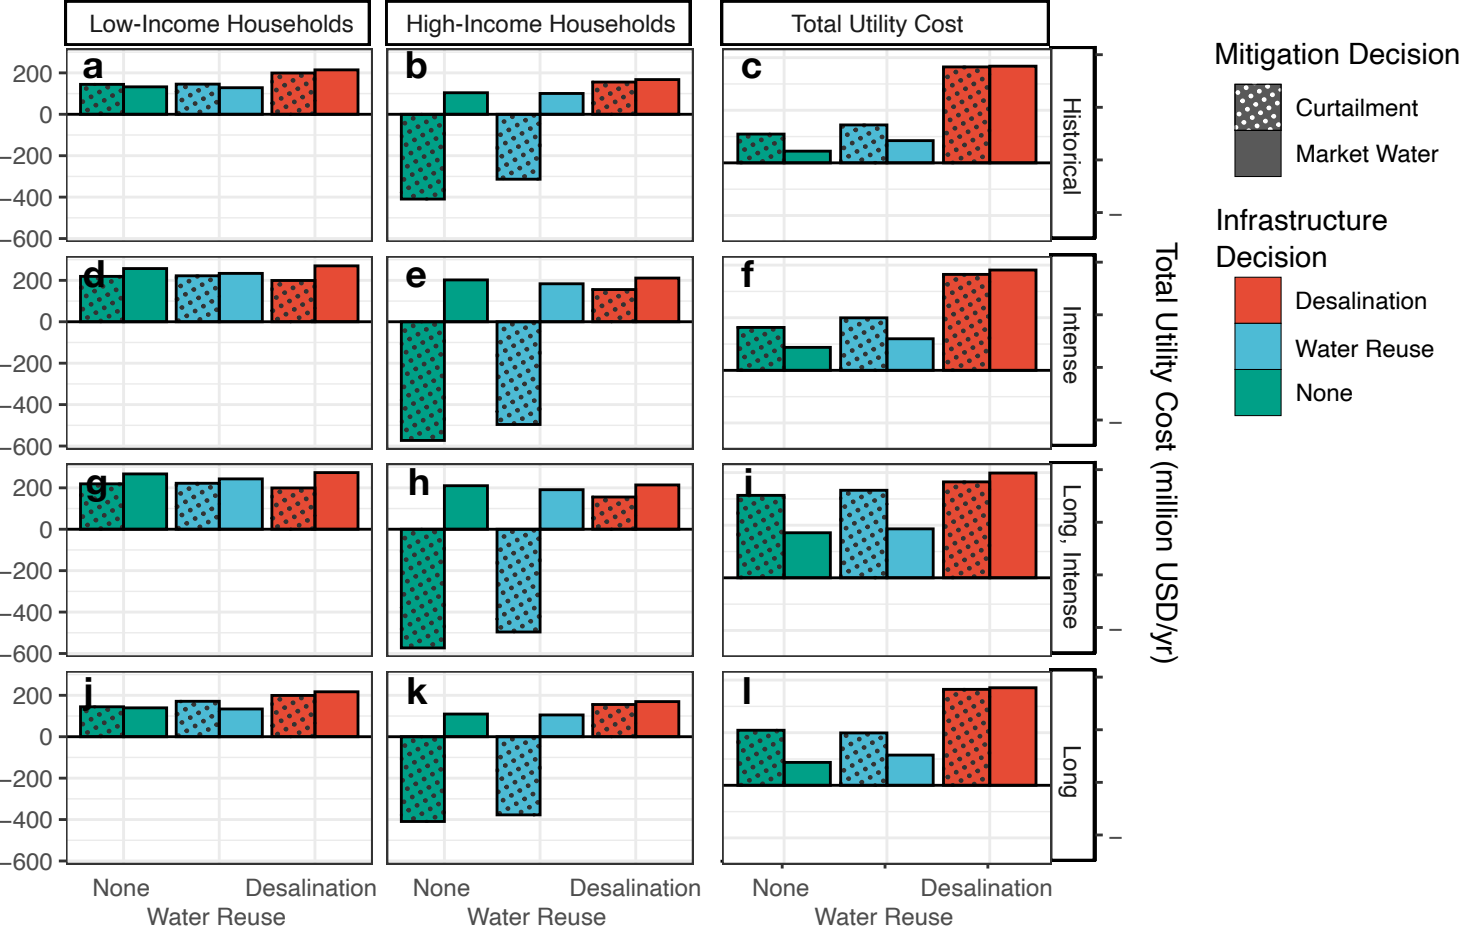 Low-Income Households
High-Income Households
Total Utility Cost
a
b
c
200
0
−200
−400
−600
Historical
–
d
e
f
200
0
−200
−400
−600
Intense
–
g
h
i
200
0
−200
−400
−600
Long, Intense
–
j
k
l
200
0
−200
−400
−600
Long
–
None
Desalination
Water Reuse
None
Desalination
Water Reuse
None
Desalination
Water Reuse
Total Utility Cost (million USD/yr)
Mitigation Decision
Curtailment
Market Water
Infrastructure
Decision
Desalination
Water Reuse
None